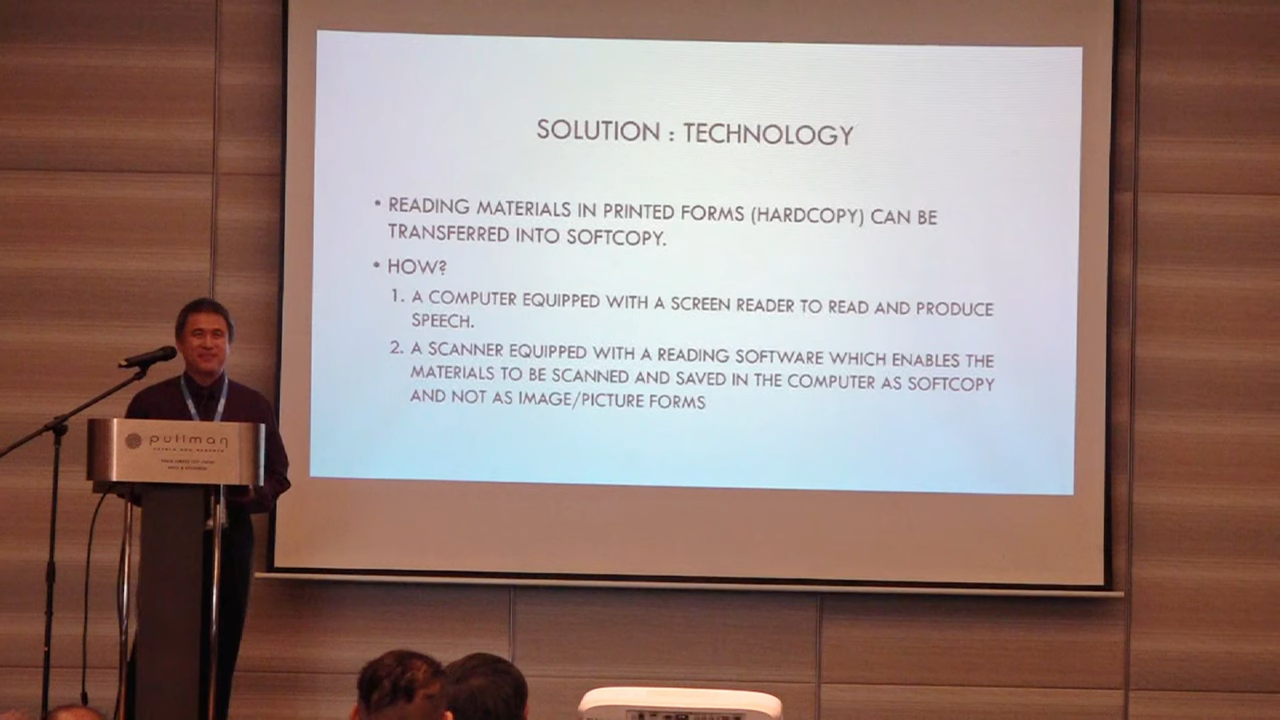 SOLUTION : TECHNOLOGY
• READING MATERIALS IN PRINTED FORMS (HARDCOPY) CAN BE
TRANSFERRED INTO SOFTCOPY.
• HOW?
1. A COMPUTER EQUIPPED WITH A SCREEN READER TO READ AND PRODUCE
SPEECH.
2. A SCANNER EQUIPPED WITH A READING SOFTWARE WHICH ENABLES THE
MATERIALS TO BE SCANNED AND SAVED IN THE COMPUTER AS SOFTCOPY
AND NOT AS IMAGE/PICTURE FORMS
pullman